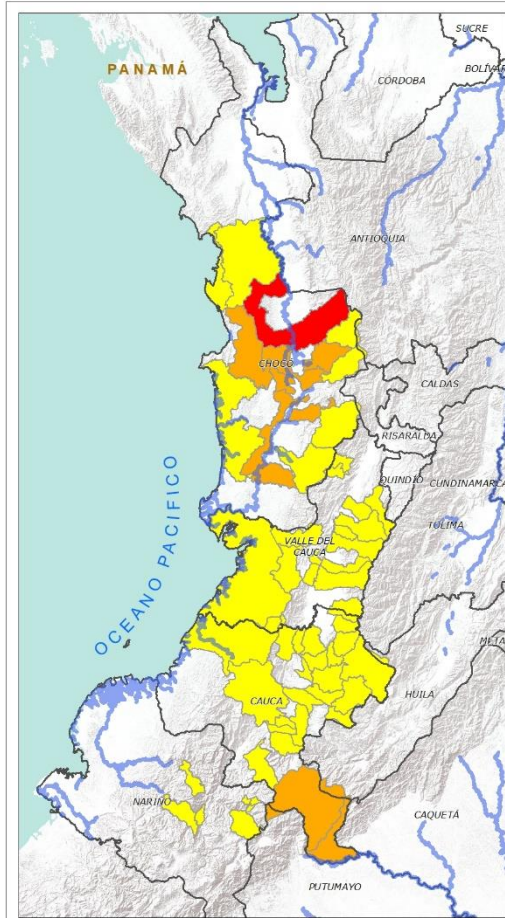 SUCRE
PANAMÁ
BOLÍVAR
CÓRDOBA
ANTIOQUIA
CHOCÓ
CALDAS
RISARALDA
QUINDÍO
CUNDINAMARCA
TOLIMA
OCEANO PACIFICO
VALLE DEL
CAUCA
META
CAUCA
HUILA
NARIÑO
CAQUETÁ
PUTUMAYO